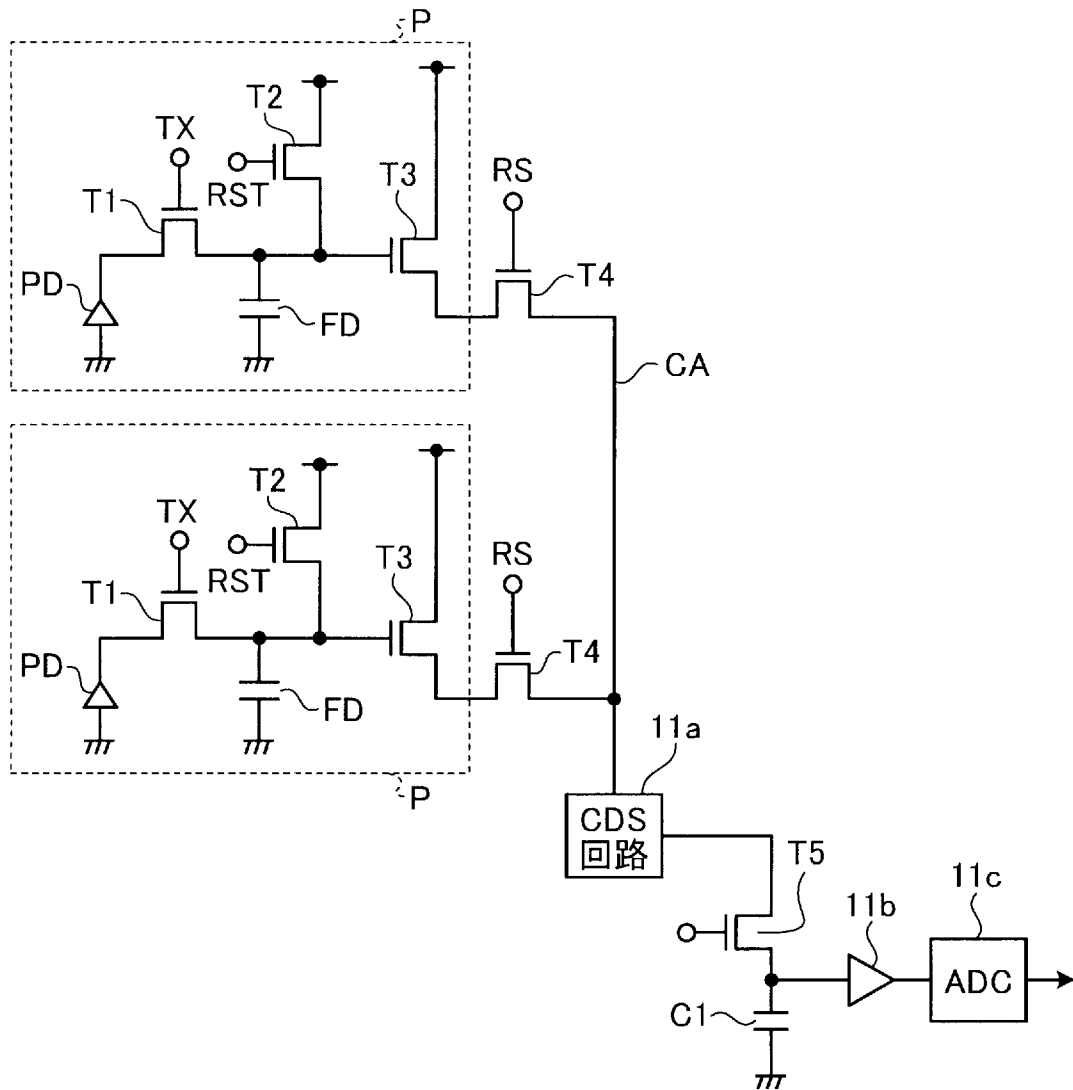 P
T2
TX
RST
T3
RS
T1
T4
PD
FD
CA
T2
TX
RST
T3
RS
T1
T4
PD
FD
P
11a
CDS
回路
T5
11b
11c
ADC
C1